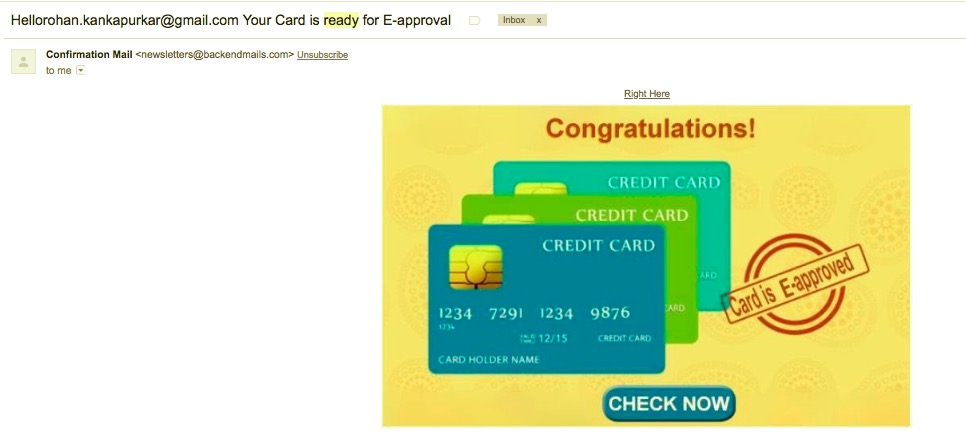 Hellorohan.kankapurkar@gmail.com Your Card is ready for E-approval Inbox x
Confirmation Mail <newsletters@backendmails.com> Unsubscribe
to me
Right Here
Congratulations!
CREDIT CARD
CREDIT CARD
CREDIT CARD
ARD
Card is E-approved
1234 7291 1234 9876
CARD
1234
12/15 CREDIT CARD
CARD HOLDER NAME
CHECK NOW